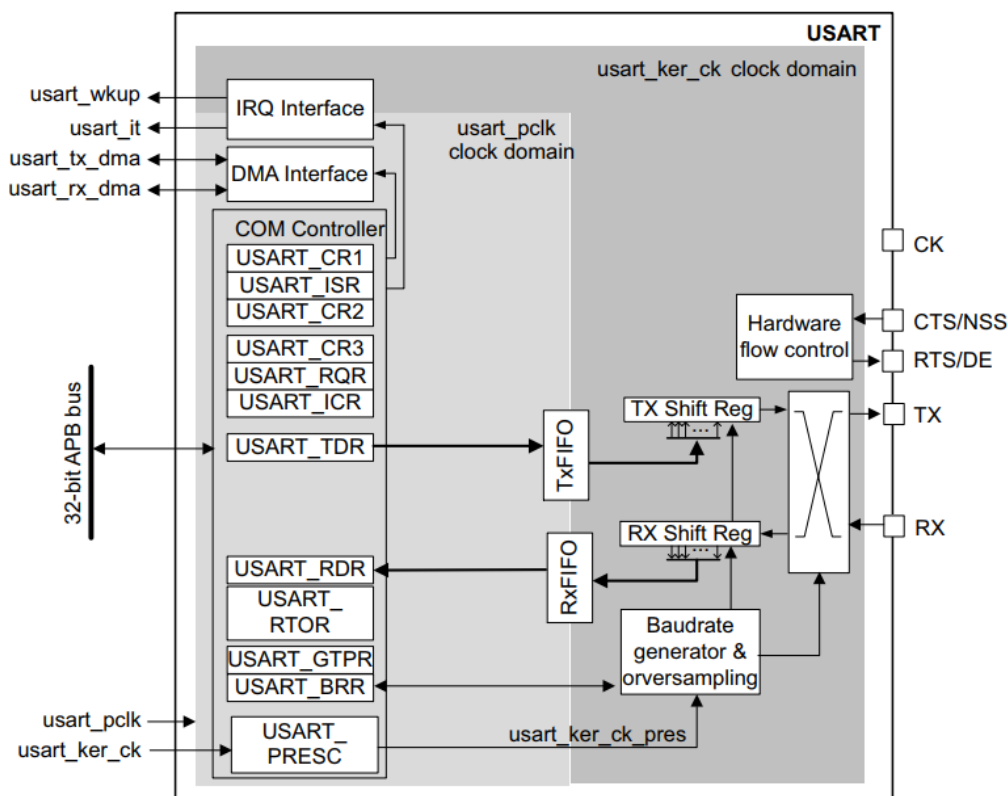 USART
usart_ker_ck clock domain
usart_wkup
IRQ Interface
usart_it
usart_pclk
clock domain
usart_tx_dma
DMA Interface
usart_rx_dma
COM Controller
USART_CR1
CK
USART_ISR
USART_CR2
CTS/NSS
Hardware
flow control
USART_CR3
RTS/DE
USART_RQR
USART_ICR
TX Shift Reg
TX
...
32-bit APB bus
USART_TDR
TxFIFO
RX Shift Reg
RX
...
USART_RDR
RxFIFO
USART_
RTOR
Baudrate
generator &
orversampling
USART_GTPR
USART_BRR
usart_pclk
USART_
PRESC
usart_ker_ck_pres
usart_ker_ck